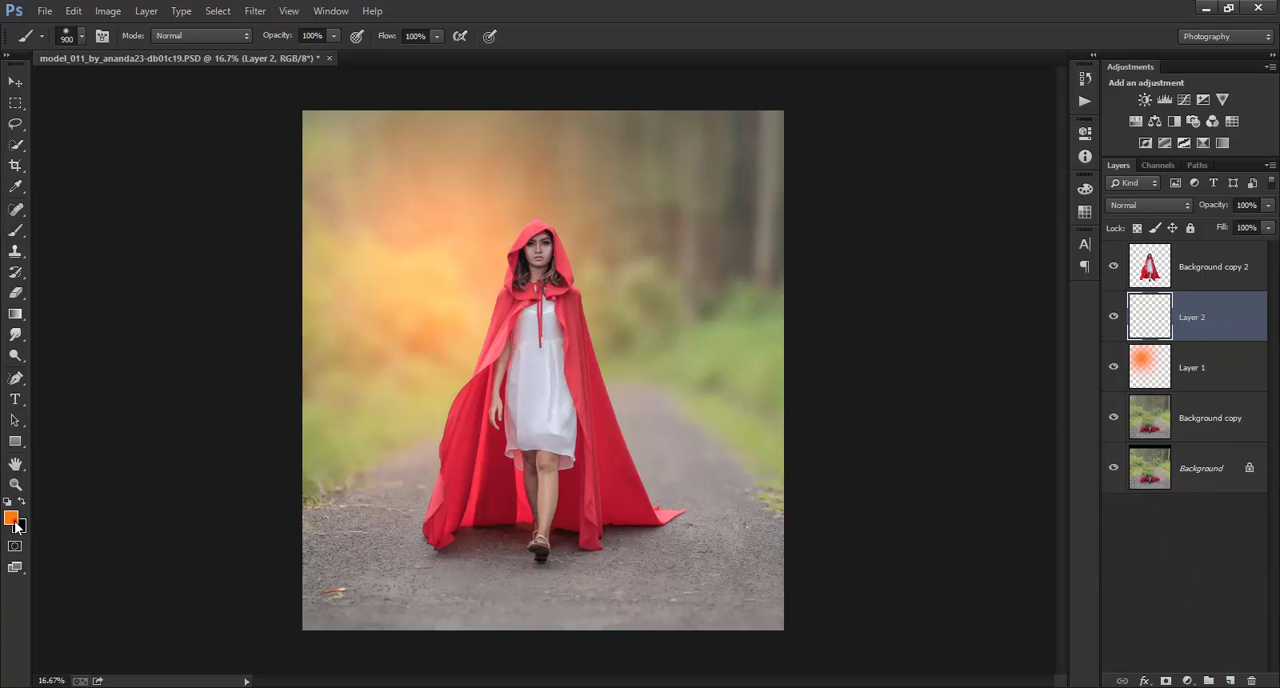 Ps File Edit Image Layer Type Select Filter View Window Help
900 Mode: Normal Opacity: 100% Flow: 100% Photography
model_011_by_ananda23-db01c19.PSD @ 16.7% (Layer 2, RGB/8*) * ×
Adjustments
Add an adjustment
Layers Channels Paths
Kind
Normal Opacity: 100%
Lock: Fill: 100%
Background copy 2
Layer 2
Layer 1
Background copy
Background
16.67%